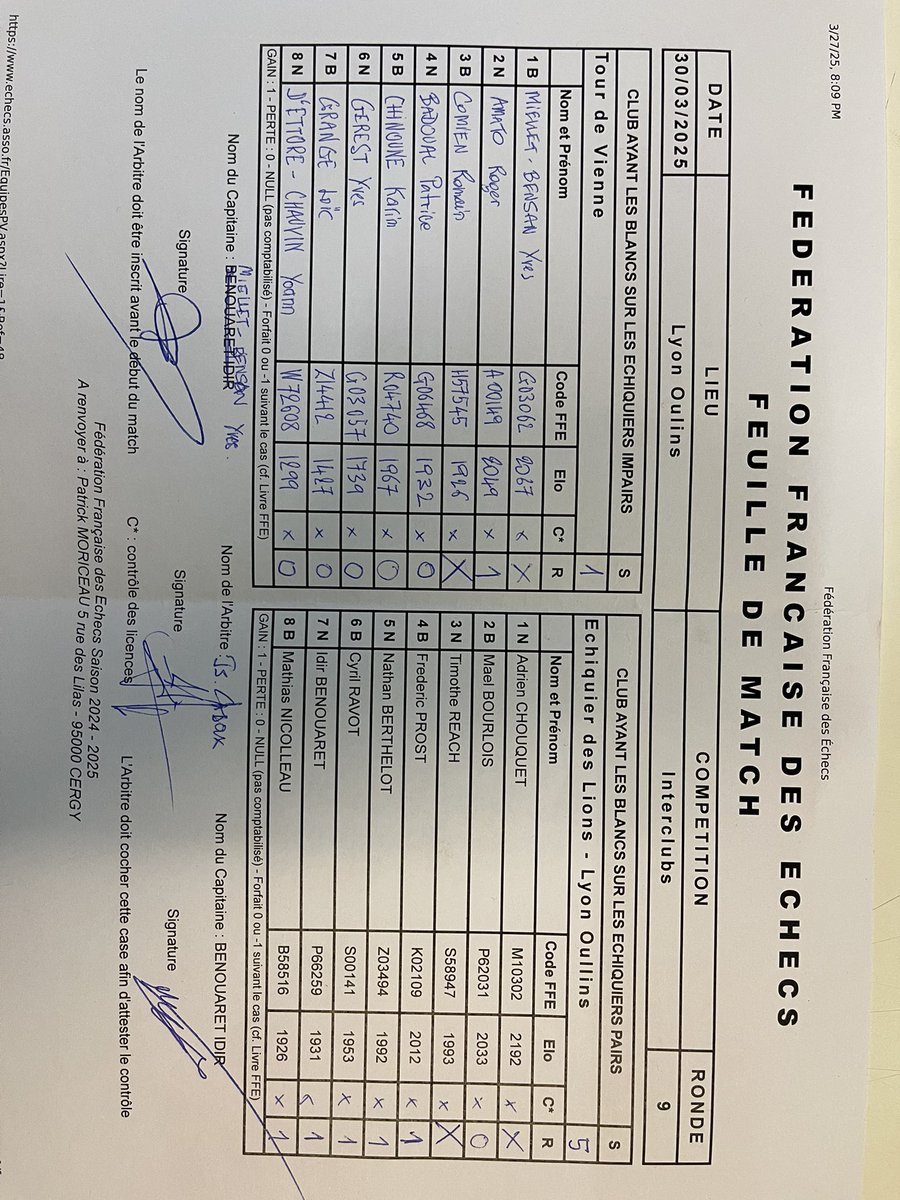 3/27/25, 8:09 PM Fédération Française des Échecs
FEDERATION FRANCAISE DES ECHECS
FEUILLE DE MATCH
DATE LIEU COMPETITION RONDE
30/03/2025 Lyon Oulins Interclubs 9
CLUB AYANT LES BLANCS SUR LES ECHIQUIERS IMPAIRS S
Tour de Vienne 1
Nom et Prénom Code FFE Elo C* R
1 B MIELLET-BENSAN Yves G03062 2067 x X
2 N AMATO Roger A00149 2049 x 1
3 B COMIEN Romain H57545 1926 x X
4 N BADOUAL Patrice G06468 1932 x 0
5 B CHINOUNE Karim R04740 1967 x 0
6 N GEREST Yves G03057 1739 x 0
7 B GRANGE Loïc Z14412 1427 x 0
8 N D'ETTORE-CHAUVIN Yoann W72608 1299 x 0
GAIN : 1 - PERTE : 0 - NULL (pas comptabilisé) - Forfait 0 ou -1 suivant le cas (cf. Livre FFE)
CLUB AYANT LES BLANCS SUR LES ECHIQUIERS PAIRS S
Echiquier des Lions - Lyon Oullins 5
Nom et Prénom Code FFE Elo C* R
1 N Adrien CHOUQUET M10302 2192 x X
2 B Mael BOURLOIS P62031 2033 x 0
3 N Timothe REACH S58947 1993 x X
4 B Frederic PROST K02109 2012 x 1
5 N Nathan BERTHELOT Z03494 1992 x 1
6 B Cyril RAVOT S00141 1953 x 1
7 N Idir BENOUARET P66259 1931 x 1
8 B Mathias NICOLLEAU B58516 1926 x 1
GAIN : 1 - PERTE : 0 - NULL (pas comptabilisé) - Forfait 0 ou -1 suivant le cas (cf. Livre FFE)
MIELLET-BENSAN Yves.
Nom du Capitaine : BENOUARET IDIR Nom de l'Arbitre : Nom du Capitaine : BENOUARET IDIR
Signature Signature Signature
Le nom de l'Arbitre doit être inscrit avant le début du match C* : contrôle des licences L'Arbitre doit cocher cette case afin d'attester le contrôle
Fédération Française des Echecs Saison 2024 - 2025
A renvoyer à : Patrick MORICEAU 5 rue des Lilas - 95000 CERGY